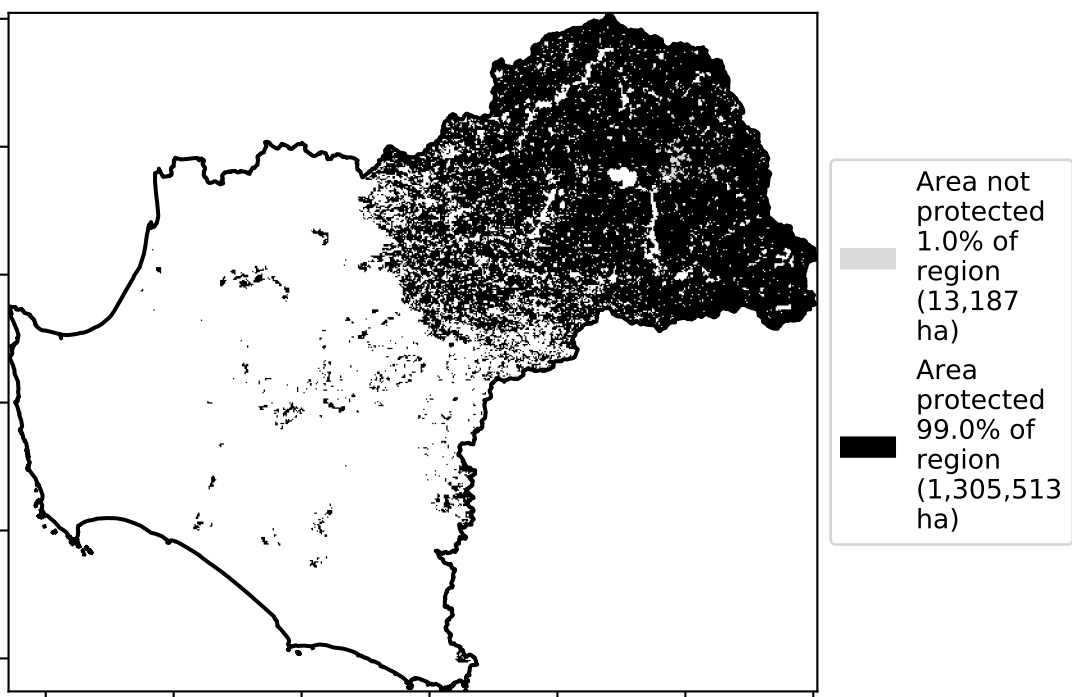 Area not
protected
1.0% of
region
(13,187
ha)
Area
protected
99.0% of
region
(1,305,513
ha)